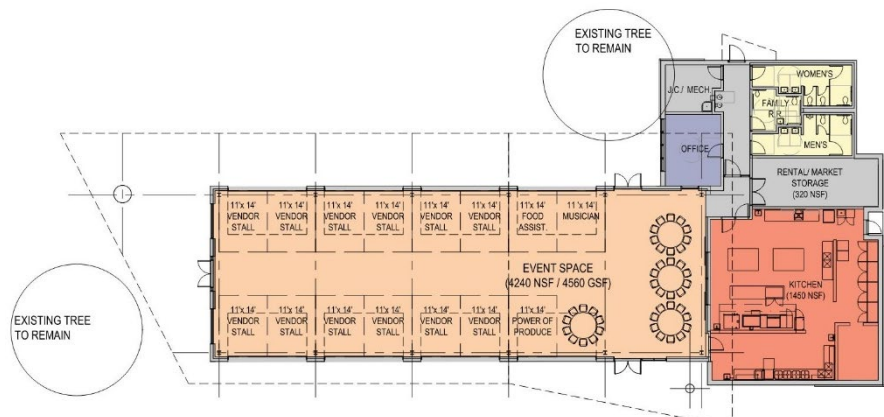 EXISTING TREE
TO REMAIN
WOMEN'S
J.C./ MECH.
FAMILY
R.R.
OFFICE
MEN'S
RENTAL/ MARKET
STORAGE
(320 NSF)
11'x 14'
VENDOR
STALL
11'x 14'
VENDOR
STALL
11'x 14'
VENDOR
STALL
11'x 14'
VENDOR
STALL
11'x 14'
VENDOR
STALL
11'x 14'
VENDOR
STALL
11'x 14'
FOOD
ASSIST.
11'x 14'
MUSICIAN
EVENT SPACE
(4240 NSF / 4560 GSF)
KITCHEN
(1450 NSF)
EXISTING TREE
TO REMAIN
11'x 14'
VENDOR
STALL
11'x 14'
VENDOR
STALL
11'x 14'
VENDOR
STALL
11'x 14'
VENDOR
STALL
11'x 14'
VENDOR
STALL
11'x 14'
VENDOR
STALL
11'x 14'
POWER OF
PRODUCE